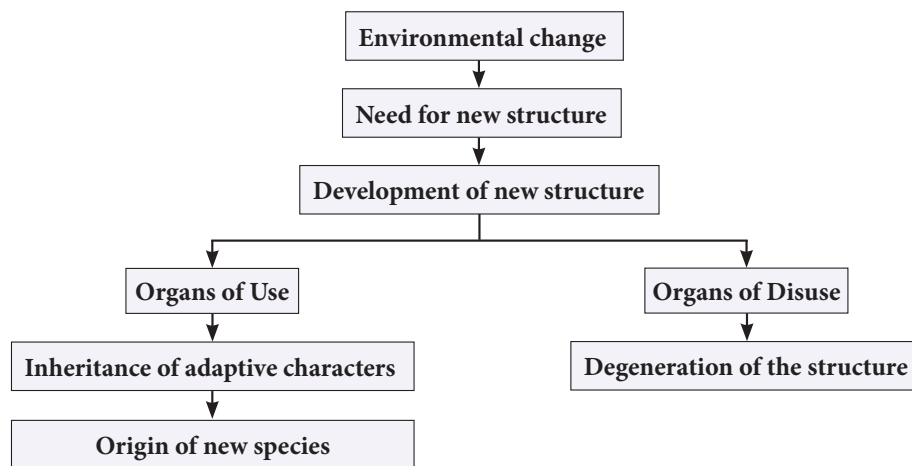 Environmental change
Need for new structure
Development of new structure
Organs of Use
Organs of Disuse
Inheritance of adaptive characters
Degeneration of the structure
Origin of new species